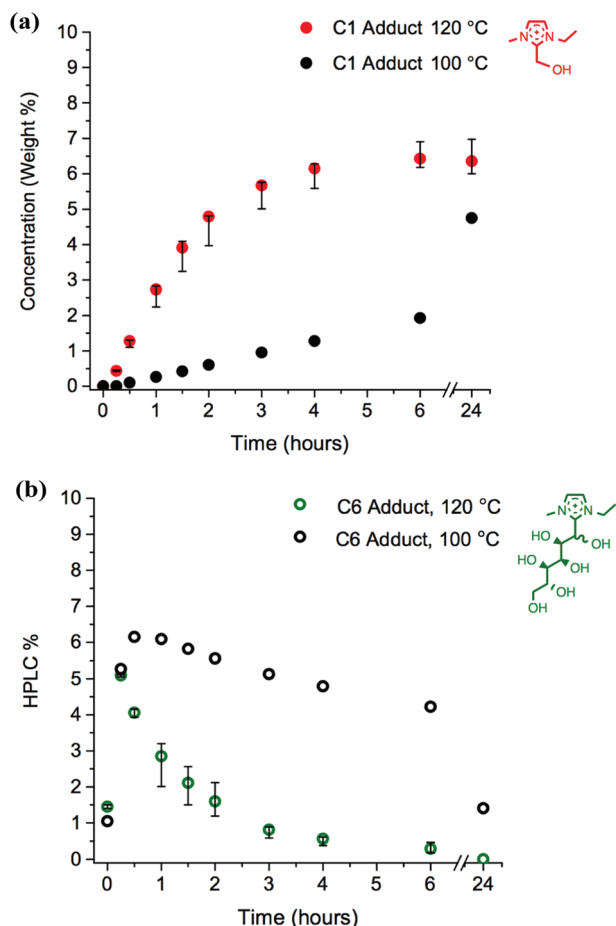 (a)
C1 Adduct 120 °C
C1 Adduct 100 °C
N
N
OH
Concentration (Weight %)
10
9
8
7
6
5
4
3
2
1
0
0 1 2 3 4 5 6 24
Time (hours)
(b)
C6 Adduct, 120 °C
C6 Adduct, 100 °C
N
N
HO
OH
HO
OH
OH
HO
HPLC %
10
9
8
7
6
5
4
3
2
1
0
0 1 2 3 4 5 6 24
Time (hours)